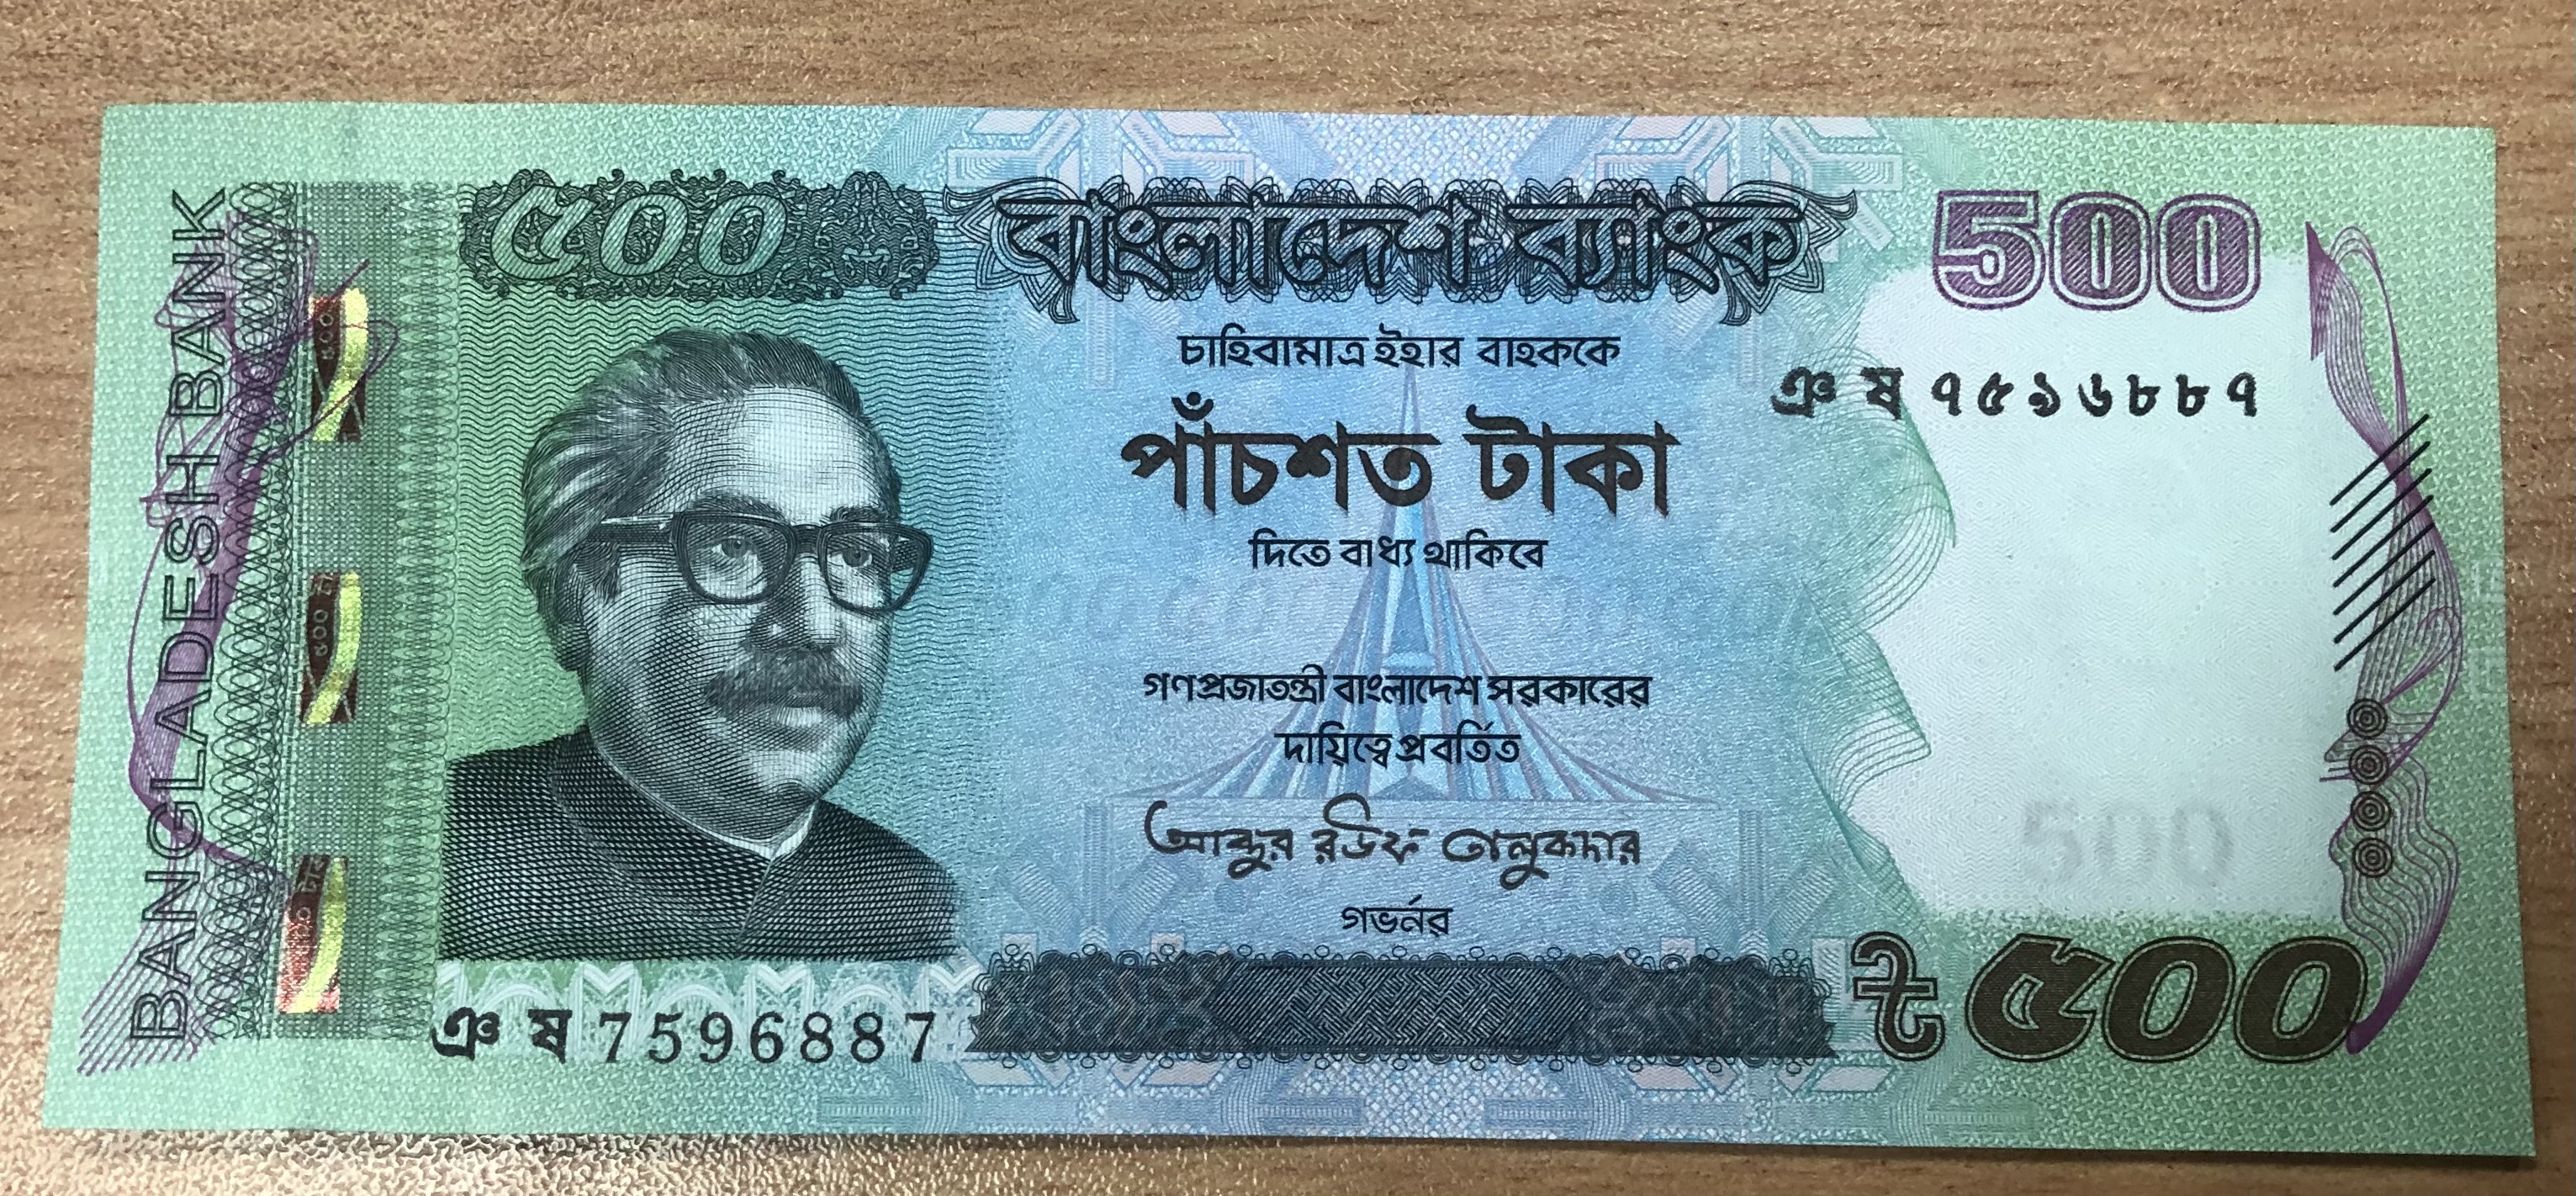 BANGLADESH BANK
৫০০
বাংলাদেশ ব্যাংক
500
চাহিবামাত্র ইহার বাহককে
ঞ ষ ৭৫৯৬৮৮৭
পাঁচশত টাকা
দিতে বাধ্য থাকিবে
গণপ্রজাতন্ত্রী বাংলাদেশ সরকারের
দায়িত্বে প্রবর্তিত
আব্দুর রউফ তালুকদার
গভর্নর
500
ঞ ষ 7596887
৳ ৫০০